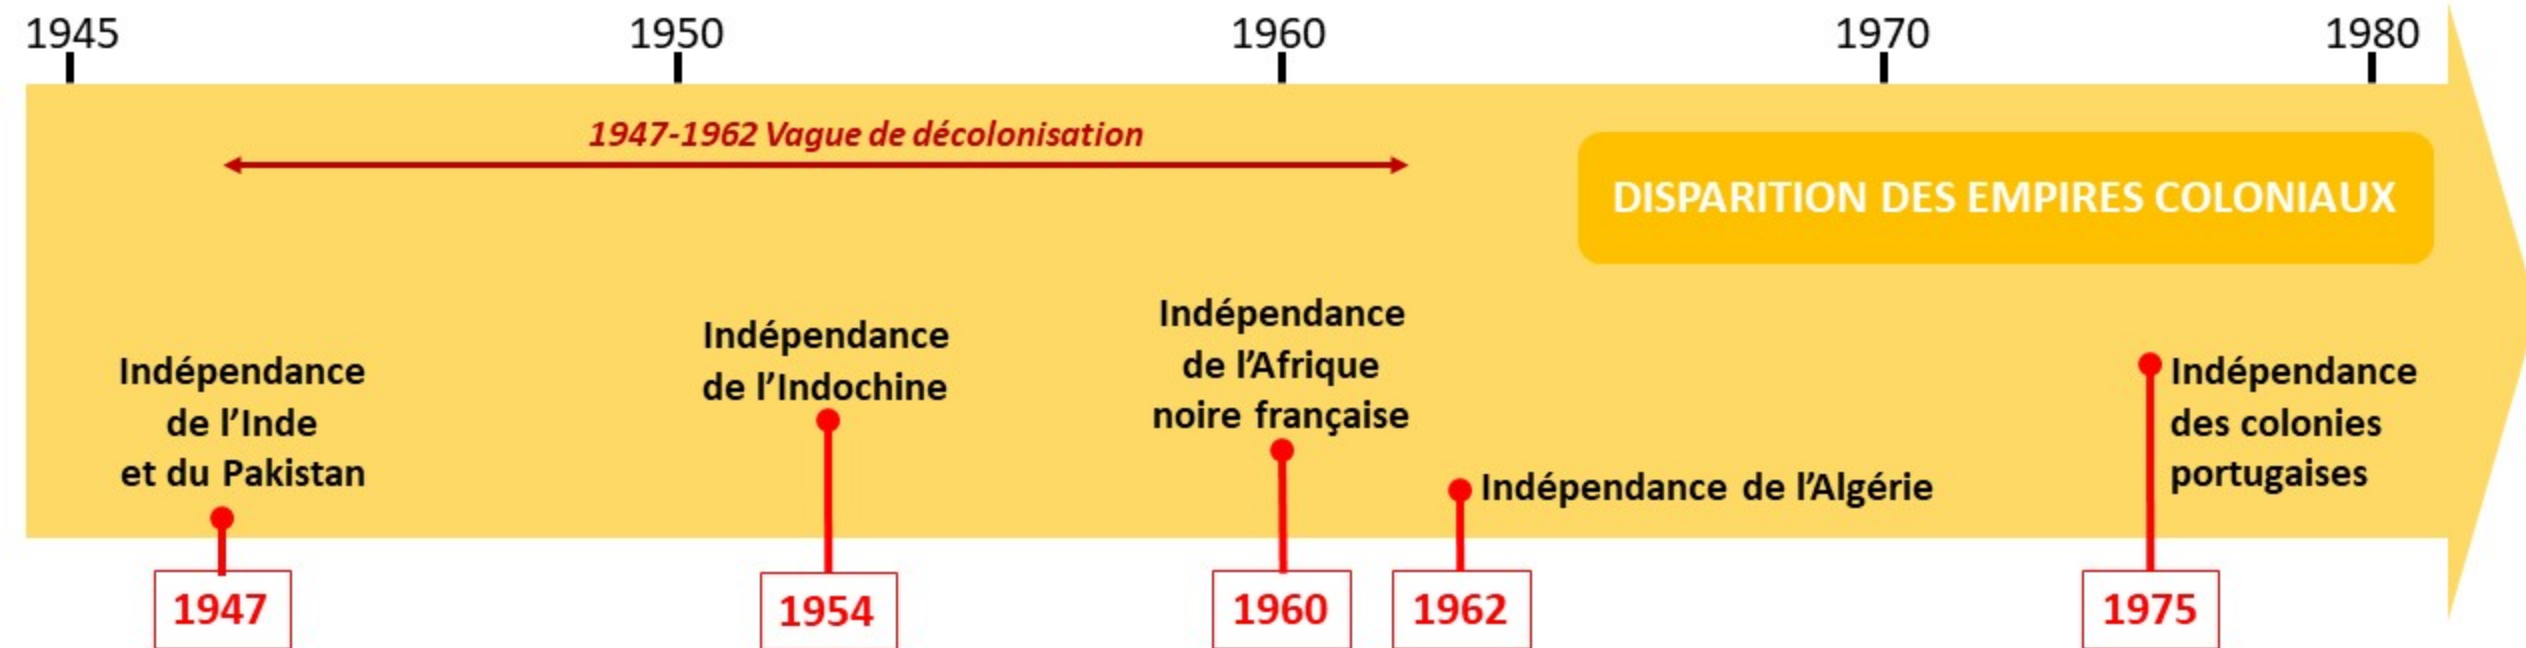 1945 1950 1960 1970 1980
1947-1962 Vague de décolonisation
DISPARITION DES EMPIRES COLONIAUX
Indépendance
de l’Inde
et du Pakistan
Indépendance
de l’Indochine
Indépendance
de l’Afrique
noire française
Indépendance de l’Algérie
Indépendance
des colonies
portugaises
1947 1954 1960 1962 1975